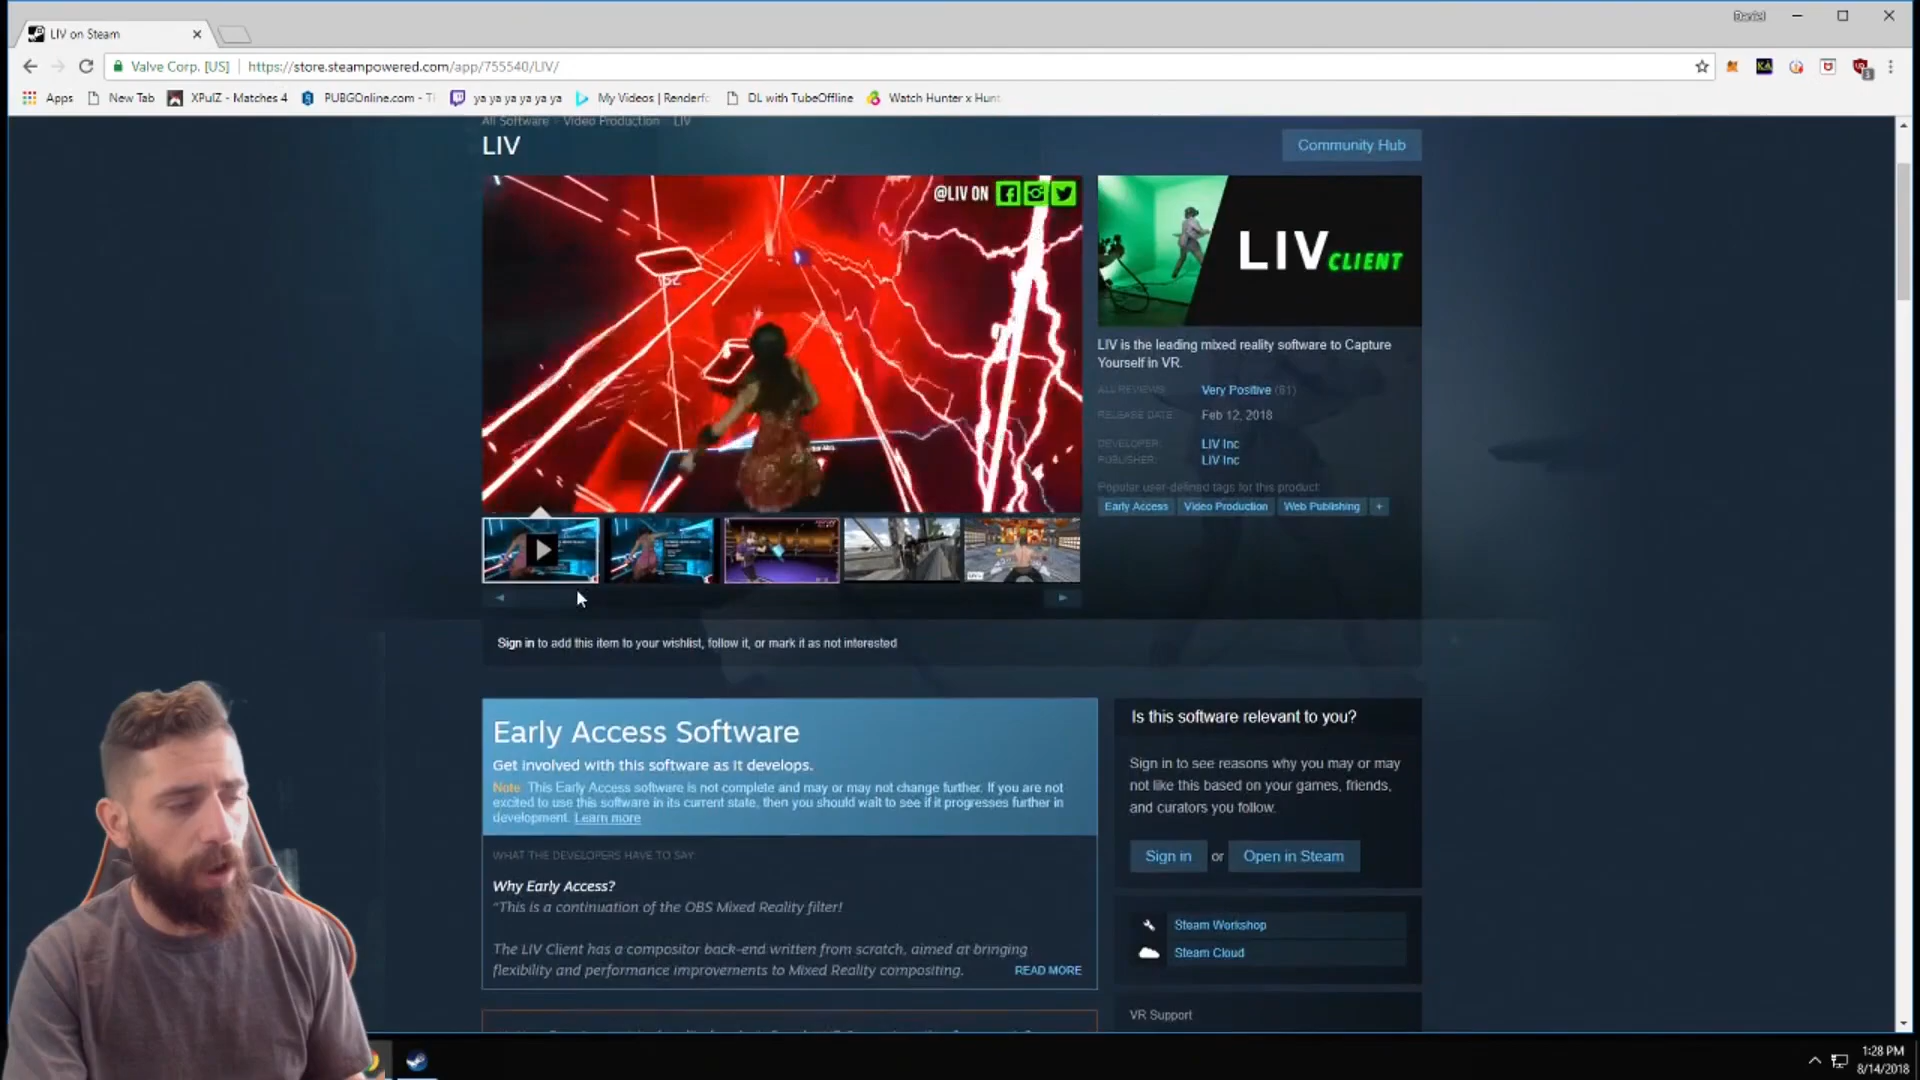 David
LIV on Steam
Valve Corp. [US]
https://store.steampowered.com/app/755540/LIV/
Apps
New Tab
XPulZ - Matches 4
PUBGOnline.com - T
ya ya ya ya ya ya
My Videos | Renderfo
DL with TubeOffline
Watch Hunter x Hunt
All Software
Video Production
LIV
LIV
Community Hub
@LIV ON
LIV CLIENT
LIV is the leading mixed reality software to Capture
Yourself in VR.
ALL REVIEWS:
Very Positive (61)
RELEASE DATE:
Feb 12, 2018
DEVELOPER:
LIV Inc
PUBLISHER:
LIV Inc
Popular user-defined tags for this product:
Early Access
Video Production
Web Publishing
+
Sign in to add this item to your wishlist, follow it, or mark it as not interested
Early Access Software
Get involved with this software as it develops.
Note: This Early Access software is not complete and may or may not change further. If you are not
excited to use this software in its current state, then you should wait to see if it progresses further in
development. Learn more
WHAT THE DEVELOPERS HAVE TO SAY:
Why Early Access?
"This is a continuation of the OBS Mixed Reality filter!
The LIV Client has a compositor back-end written from scratch, aimed at bringing
flexibility and performance improvements to Mixed Reality compositing.
READ MORE
Is this software relevant to you?
Sign in to see reasons why you may or may
not like this based on your games, friends,
and curators you follow.
Sign in
or
Open in Steam
Steam Workshop
Steam Cloud
VR Support
1:28 PM
8/14/2018